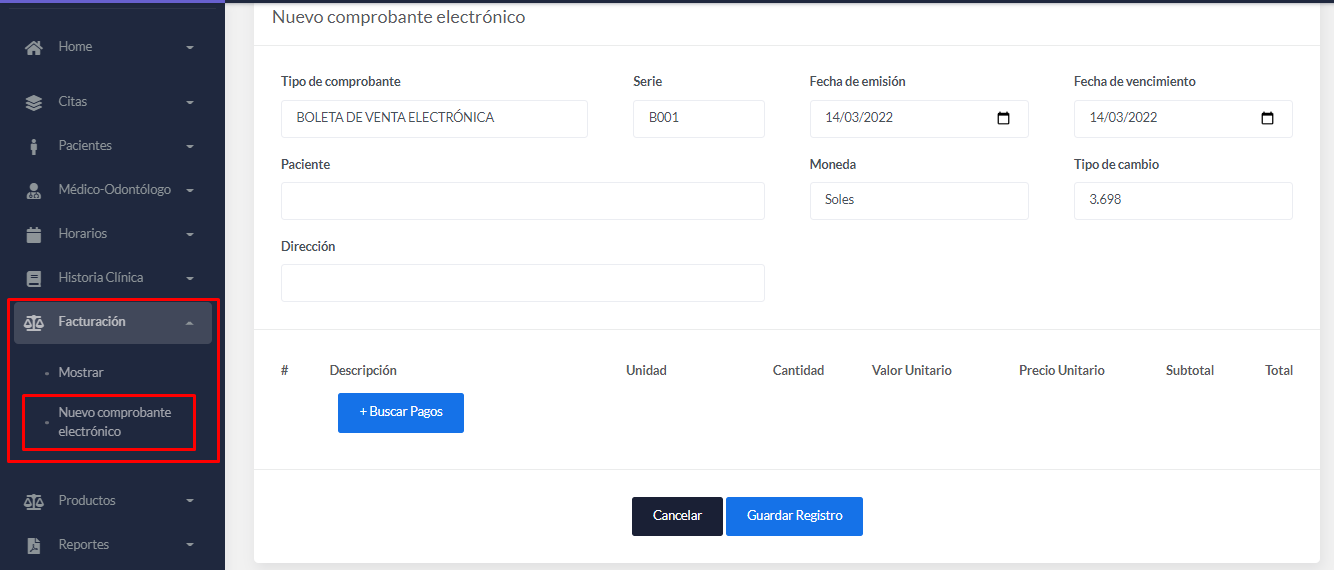 Home
Citas
Pacientes
Médico-Odontólogo
Horarios
Historia Clínica
Facturación
Mostrar
Nuevo comprobante
electrónico
Productos
Reportes
Nuevo comprobante electrónico
Tipo de comprobante Serie Fecha de emisión Fecha de vencimiento
BOLETA DE VENTA ELECTRÓNICA B001 14/03/2022 14/03/2022
Paciente Moneda Tipo de cambio
Soles 3.698
Dirección
# Descripción Unidad Cantidad Valor Unitario Precio Unitario Subtotal Total
+ Buscar Pagos
Cancelar Guardar Registro